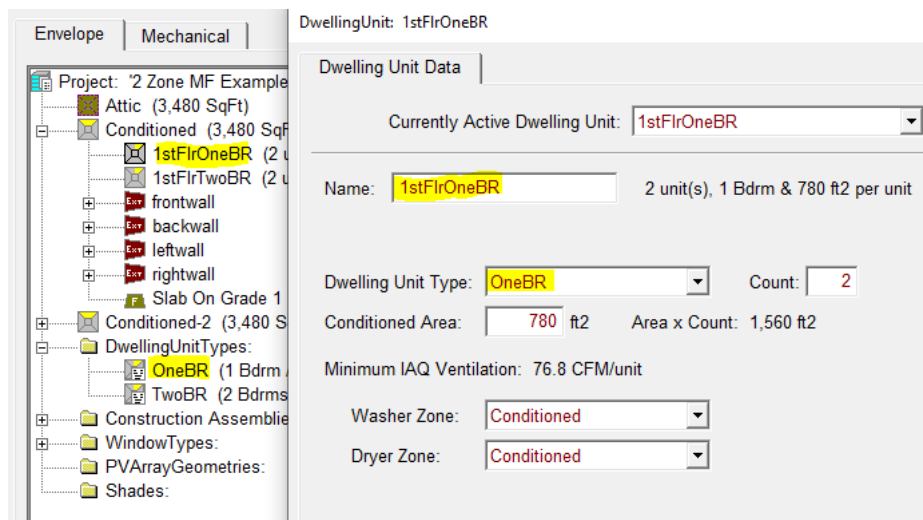 Envelope
Mechanical
Project: '2 Zone MF Example
Attic (3,480 SqFt)
Conditioned (3,480 SqF
1stFlrOneBR (2 u
1stFlrTwoBR (2 u
Ext frontwall
Ext backwall
Ext leftwall
Ext rightwall
F Slab On Grade 1
Conditioned-2 (3,480 S
DwellingUnitTypes:
OneBR (1 Bdrm
TwoBR (2 Bdrms
Construction Assemblie
WindowTypes:
PVArrayGeometries:
Shades:
DwellingUnit: 1stFlrOneBR
Dwelling Unit Data
Currently Active Dwelling Unit: 1stFlrOneBR
Name: 1stFlrOneBR 2 unit(s), 1 Bdrm & 780 ft2 per unit
Dwelling Unit Type: OneBR Count: 2
Conditioned Area: 780 ft2 Area x Count: 1,560 ft2
Minimum IAQ Ventilation: 76.8 CFM/unit
Washer Zone: Conditioned
Dryer Zone: Conditioned